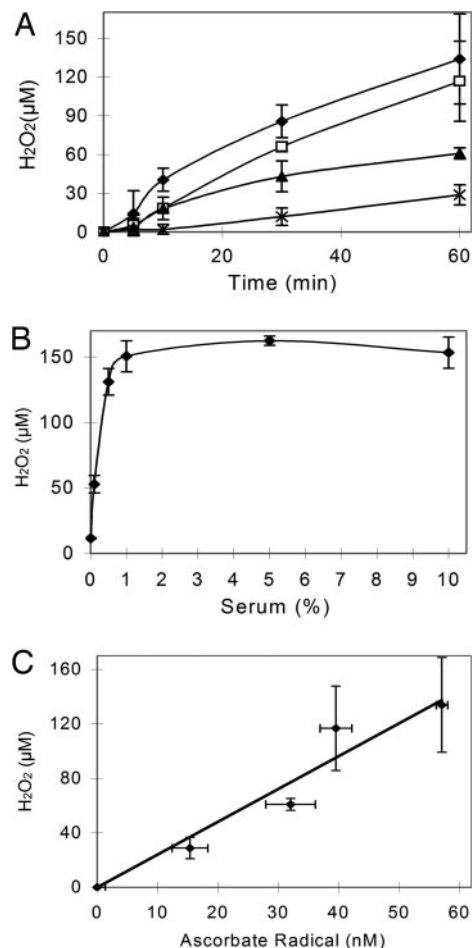 A
H₂O₂(μM)
150
120
90
60
30
0
20 40 60
Time (min)
B
H₂O₂ (μM)
150
100
50
0
0 1 2 3 4 5 6 7 8 9 10
Serum (%)
C
H₂O₂ (μM)
160
120
80
40
0
0 10 20 30 40 50 60
Ascorbate Radical (nM)